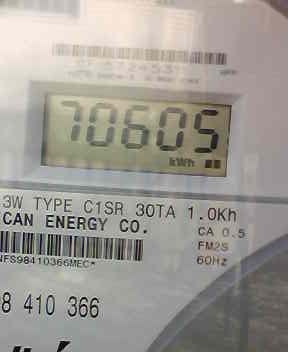 70605
kWh
3W TYPE C1SR 30TA 1.0Kh
CAN ENERGY CO.
CA 0.5
FM2S
60Hz
NFS98410366MEC*
8 410 366